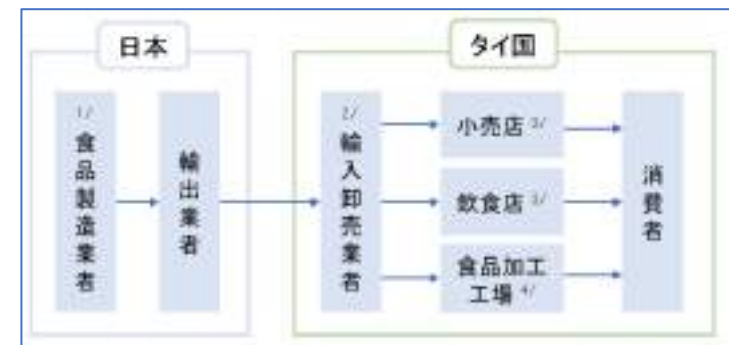 日本
タイ国
1/
食品製造業者
輸出業者
2/
輸入卸売業者
小売店 3/
飲食店 3/
食品加工
工場 4/
消費者